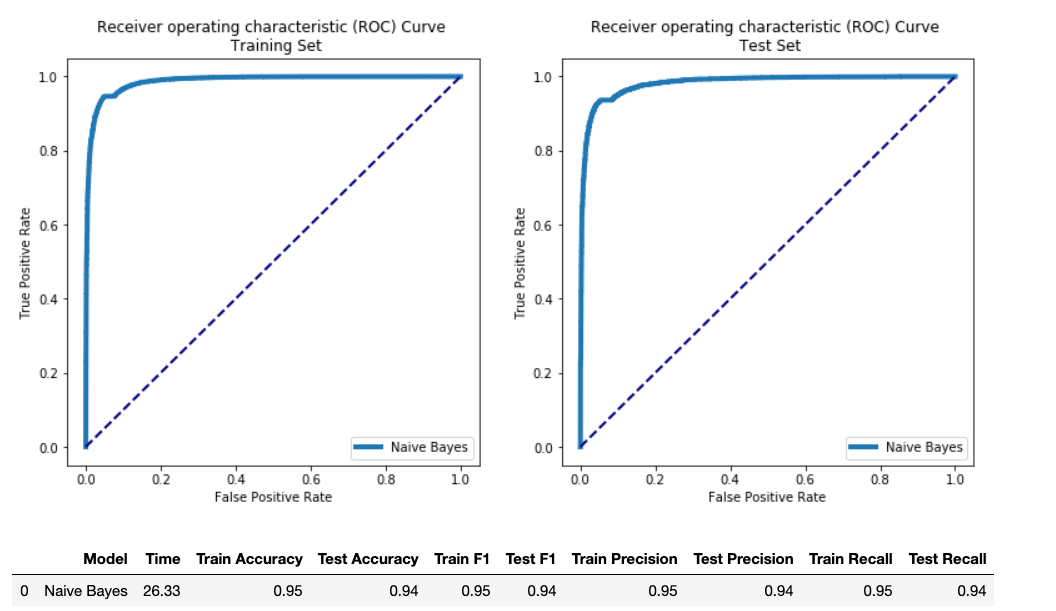 Receiver operating characteristic (ROC) Curve
Training Set
1.0
0.8
0.6
0.4
0.2
0.0
True Positive Rate
Naive Bayes
0.0 0.2 0.4 0.6 0.8 1.0
False Positive Rate
Receiver operating characteristic (ROC) Curve
Test Set
1.0
0.8
0.6
0.4
0.2
0.0
True Positive Rate
Naive Bayes
0.0 0.2 0.4 0.6 0.8 1.0
False Positive Rate
Model Time Train Accuracy Test Accuracy Train F1 Test F1 Train Precision Test Precision Train Recall Test Recall
0 Naive Bayes 26.33 0.95 0.94 0.95 0.94 0.95 0.94 0.95 0.94